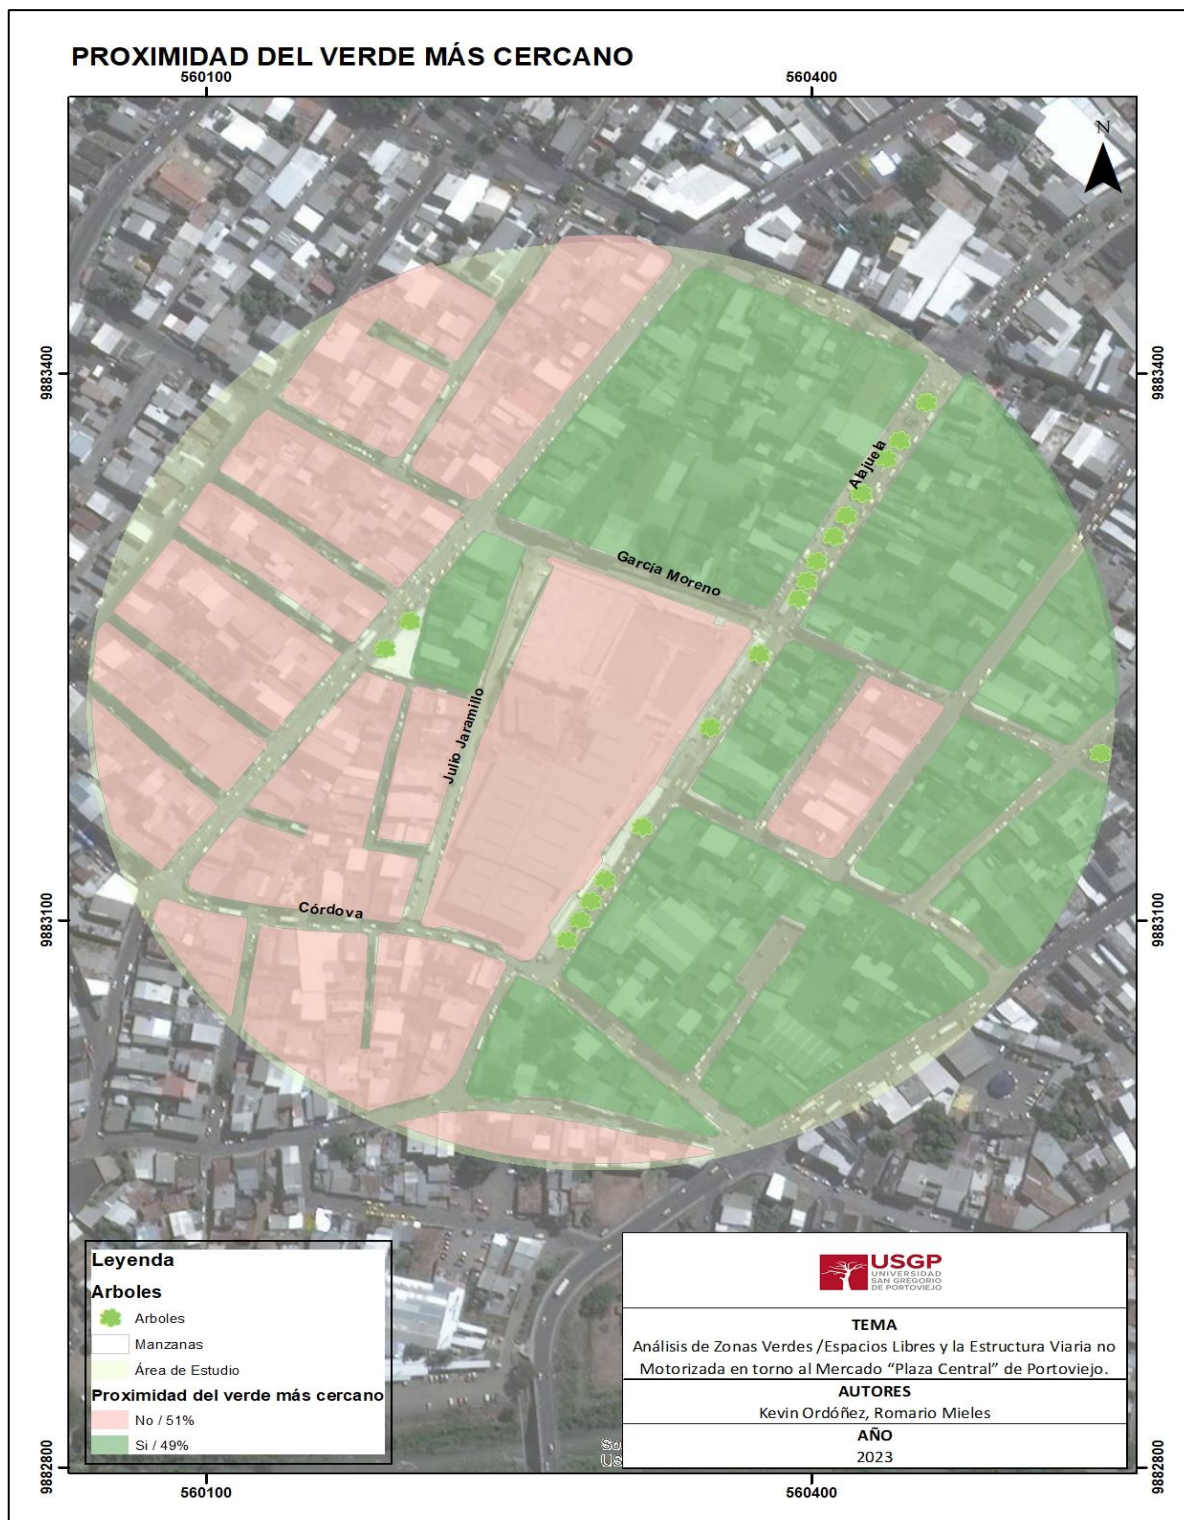 PROXIMIDAD DEL VERDE MÁS CERCANO
560100
560400
N
9883400
9883400
Alajuela
García Moreno
Julio Jaramillo
Córdova
9883100
9883100
Leyenda
Arboles
Arboles
Manzanas
Área de Estudio
Proximidad del verde más cercano
No / 51%
Si / 49%
USGP
UNIVERSIDAD
SAN GREGORIO
DE PORTOVIEJO
TEMA
Análisis de Zonas Verdes /Espacios Libres y la Estructura Viaria no
Motorizada en torno al Mercado “Plaza Central” de Portoviejo.
AUTORES
Kevin Ordóñez, Romario Mieles
AÑO
2023
9882800
9882800
560100
560400